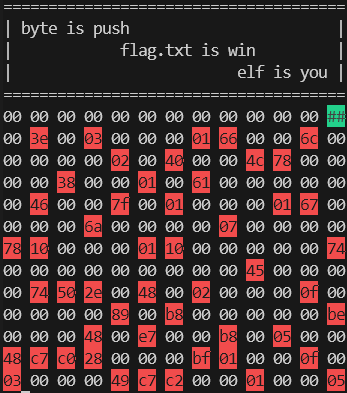 ======================================
| byte is push |
| flag.txt is win |
| elf is you |
======================================
00 00 00 00 00 00 00 00 00 00 00 00 ##
00 3e 00 03 00 00 00 01 66 00 00 6c 00
00 00 00 00 02 00 40 00 00 4c 78 00 00
00 00 38 00 00 01 00 61 00 00 00 00 00
00 46 00 00 7f 00 01 00 00 00 01 67 00
00 00 00 6a 00 00 00 00 07 00 00 00 00
78 10 00 00 00 01 10 00 00 00 00 00 74
00 00 00 00 00 00 00 00 00 45 00 00 00
00 74 50 2e 00 48 00 02 00 00 00 0f 00
00 00 00 00 89 00 b8 00 00 00 00 00 be
00 00 00 48 00 e7 00 00 b8 00 05 00 00
48 c7 c0 28 00 00 00 bf 01 00 00 0f 00
03 00 00 00 49 c7 c2 00 00 01 00 00 05